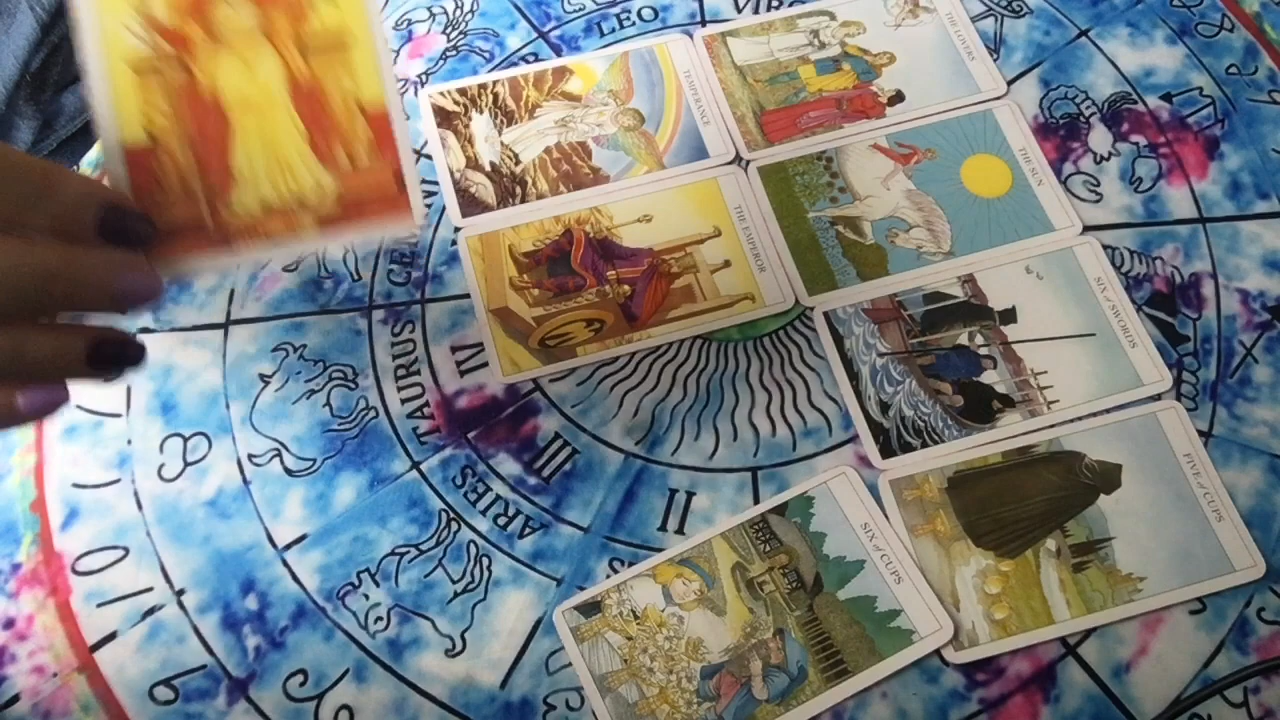 LEO
VIRG
TEMPERANCE
THE LOVERS
THE SUN
THE EMPEROR
SIX of SWORDS
FIVE of CUPS
SIX of CUPS
TAURUS
ARIES
IV
III
II